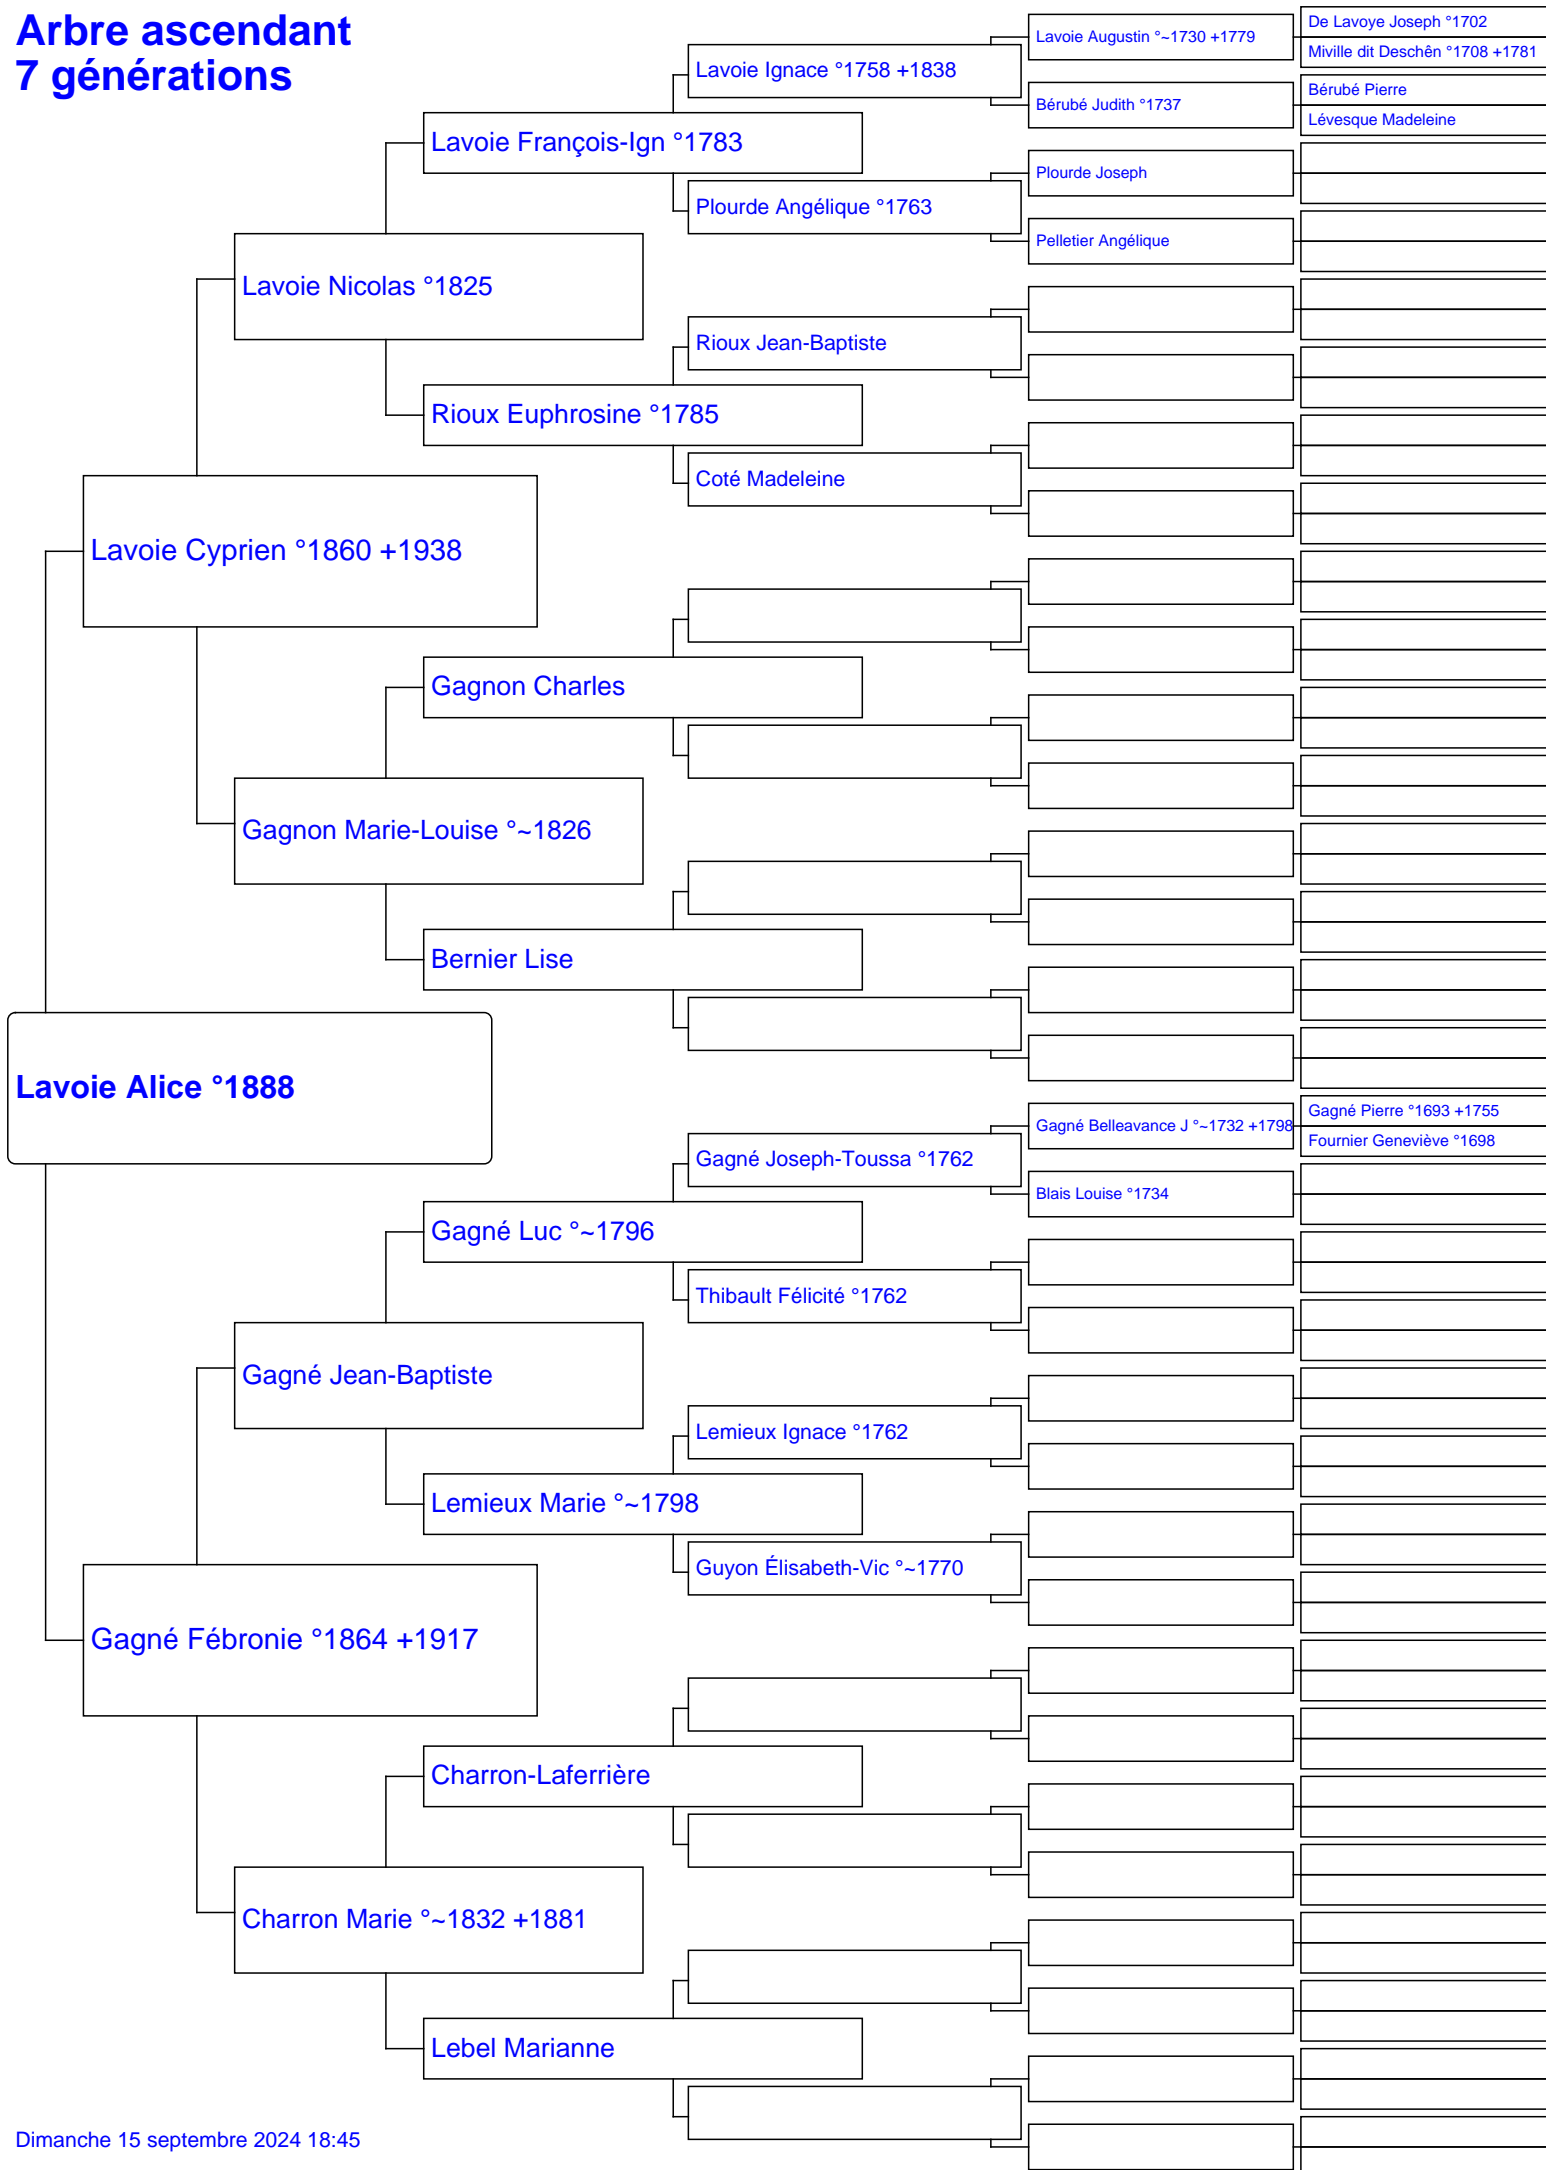 Arbre ascendant
7 générations
De Lavoye Joseph °1702
Lavoie Augustin °~1730 +1779
Miville dit Deschên °1708 +1781
Lavoie Ignace °1758 +1838
Bérubé Pierre
Bérubé Judith °1737
Lévesque Madeleine
Lavoie François-Ign °1783
Plourde Joseph
Plourde Angélique °1763
Pelletier Angélique
Lavoie Nicolas °1825
Rioux Jean-Baptiste
Rioux Euphrosine °1785
Coté Madeleine
Lavoie Cyprien °1860 +1938
Gagnon Charles
Gagnon Marie-Louise °~1826
Bernier Lise
Lavoie Alice °1888
Gagné Pierre °1693 +1755
Gagné Belleavance J °~1732 +1798
Fournier Geneviève °1698
Gagné Joseph-Toussa °1762
Blais Louise °1734
Gagné Luc °~1796
Thibault Félicité °1762
Gagné Jean-Baptiste
Lemieux Ignace °1762
Lemieux Marie °~1798
Guyon Élisabeth-Vic °~1770
Gagné Fébronie °1864 +1917
Charron-Laferrière
Charron Marie °~1832 +1881
Lebel Marianne
Dimanche 15 septembre 2024 18:45